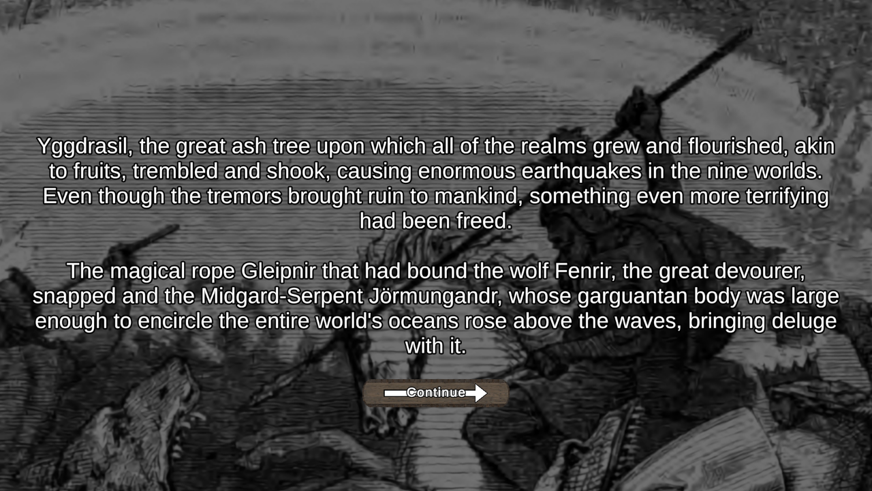 Yggdrasil, the great ash tree upon which all of the realms grew and flourished, akin
to fruits, trembled and shook, causing enormous earthquakes in the nine worlds.
Even though the tremors brought ruin to mankind, something even more terrifying
had been freed.
The magical rope Gleipnir that had bound the wolf Fenrir, the great devourer,
snapped and the Midgard-Serpent Jörmungandr, whose garguantan body was large
enough to encircle the entire world's oceans rose above the waves, bringing deluge
with it.
Continue